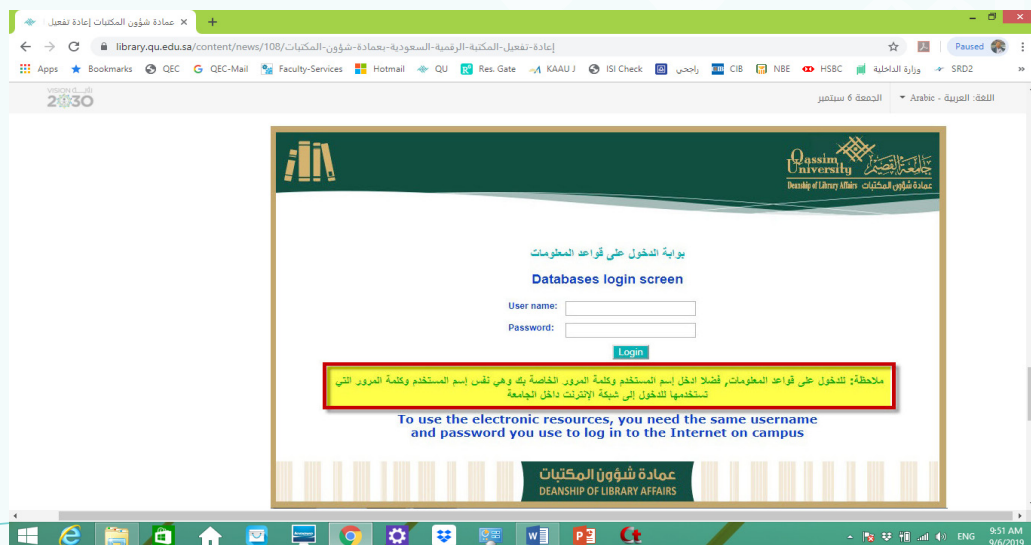 عمادة شؤون المكتبات إعادة تفعيل
library.qu.edu.sa/content/news/108/إعادة-تفعيل-المكتبة-الرقمية-السعودية-بعمادة-شؤون-المكتبات
Paused
Apps Bookmarks QEC QEC-Mail Faculty-Services Hotmail QU Res. Gate KAAU J ISI Check راجحي CIB NBE HSBC وزارة الداخلية SRD2 »
VISION رؤية
2030
اللغة: العربية - Arabic الجمعة 6 سبتمبر
Qassim University جامعة القصيم
Deanship of Library Affairs عمادة شؤون المكتبات
بوابة الدخول على قواعد المعلومات
Databases login screen
User name:
Password:
Login
ملاحظة: للدخول على قواعد المعلومات, فضلا ادخل إسم المستخدم وكلمة المرور الخاصة بك وهي نفس إسم المستخدم وكلمة المرور التي
تستخدمها للدخول إلى شبكة الإنترنت داخل الجامعة
To use the electronic resources, you need the same username
and password you use to log in to the Internet on campus
عمادة شؤون المكتبات
DEANSHIP OF LIBRARY AFFAIRS
ENG 9:51 AM
9/6/2019